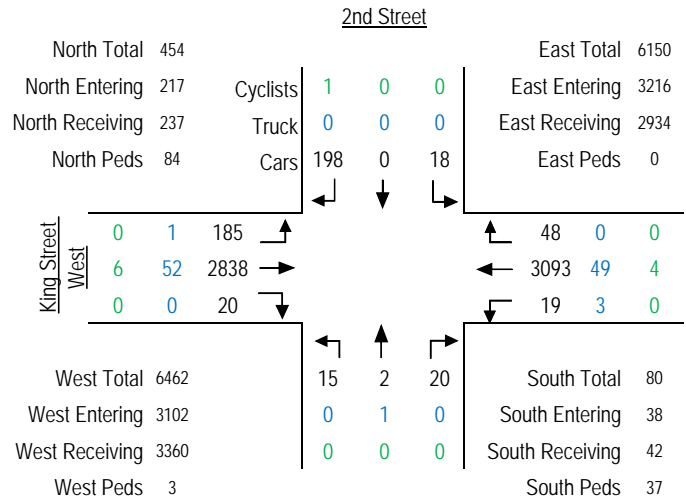 2nd Street
North Total 454
East Total 6150
North Entering 217
Cyclists 1 0 0
East Entering 3216
North Receiving 237
Truck 0 0 0
East Receiving 2934
North Peds 84
Cars 198 0 18
East Peds 0
King Street
West
0 1 185
48 0 0
6 52 2838
3093 49 4
0 0 20
19 3 0
West Total 6462
15 2 20
South Total 80
West Entering 3102
0 1 0
South Entering 38
West Receiving 3360
0 0 0
South Receiving 42
West Peds 3
South Peds 37